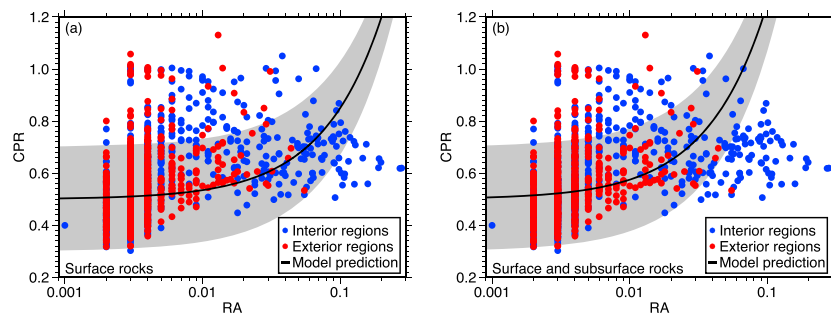 (a)
CPR
1.2
1.0
0.8
0.6
0.4
0.2
Interior regions
Exterior regions
Model prediction
Surface rocks
0.001
0.01
0.1
RA
(b)
CPR
1.2
1.0
0.8
0.6
0.4
0.2
Interior regions
Exterior regions
Model prediction
Surface and subsurface rocks
0.001
0.01
0.1
RA